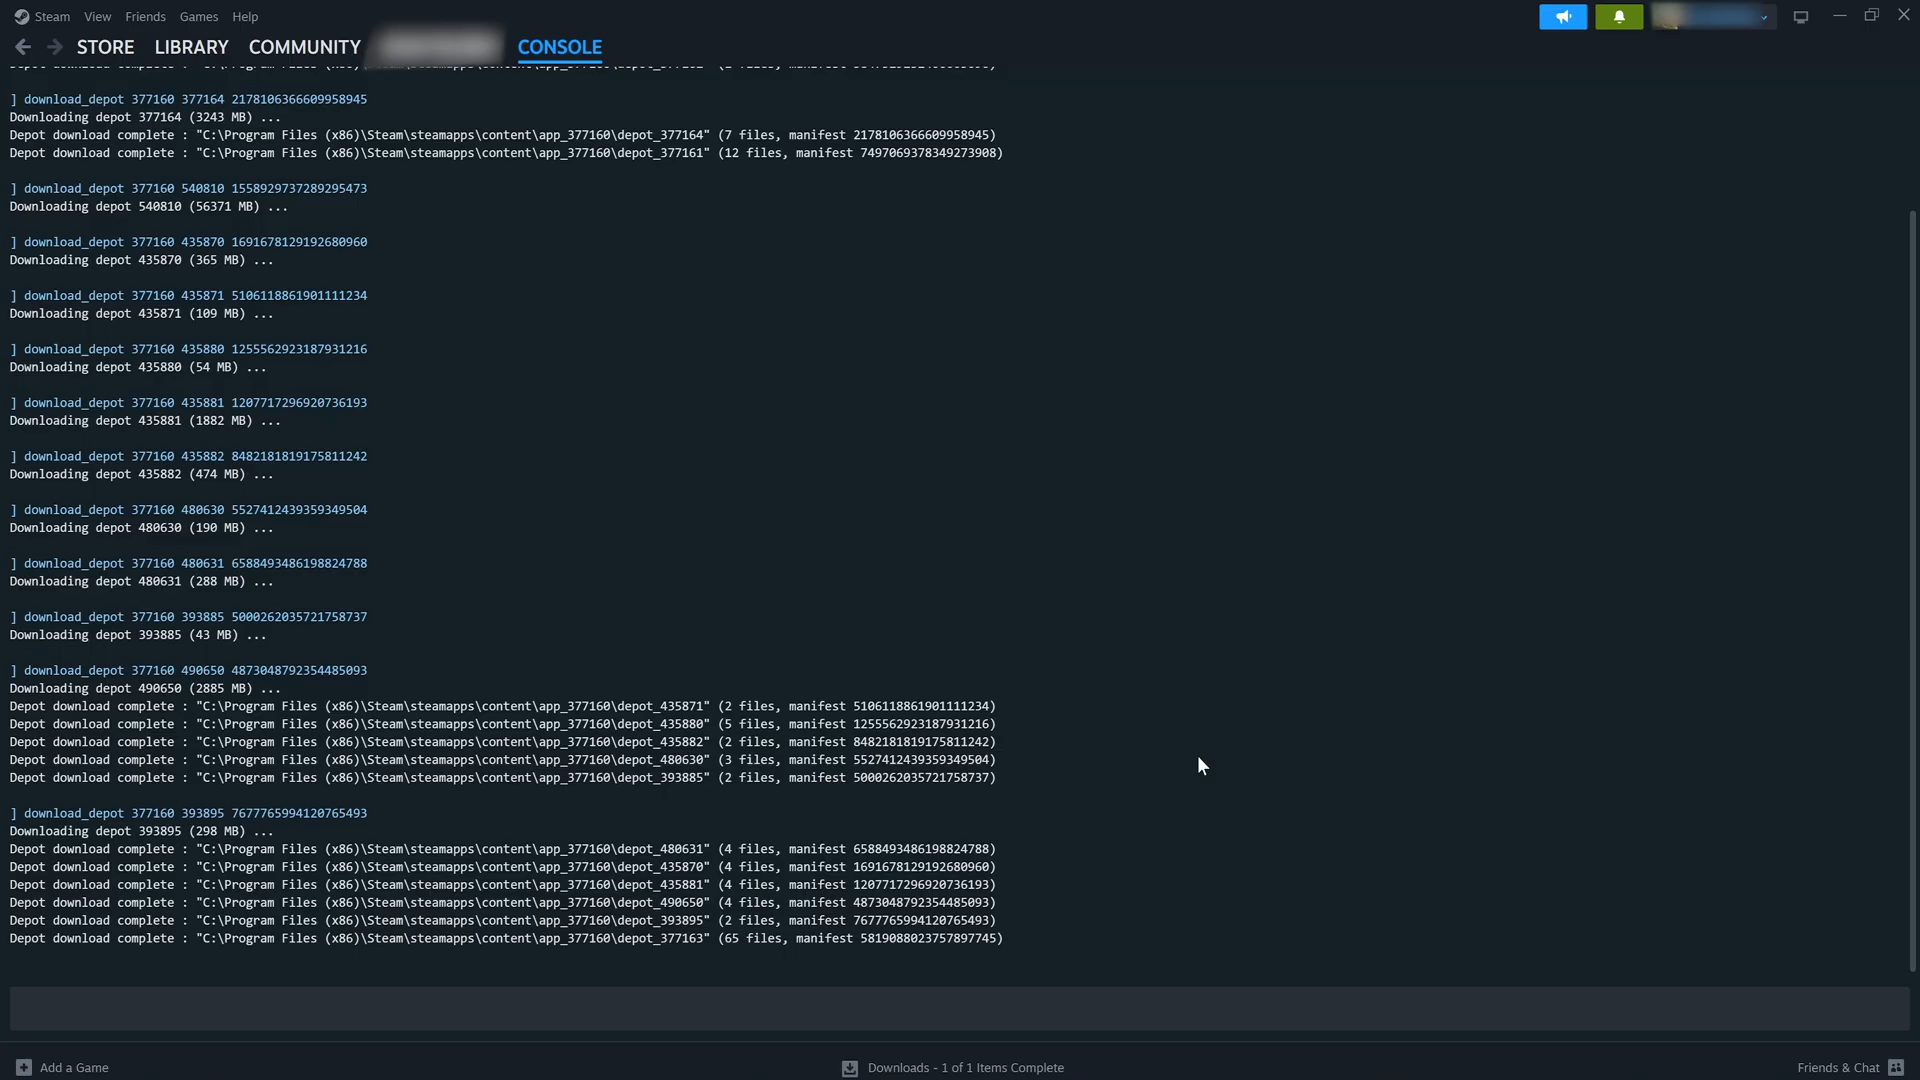 Steam View Friends Games Help
STORE LIBRARY COMMUNITY CONSOLE
] download_depot 377160 377164 2178106366609958945
Downloading depot 377164 (3243 MB) ...
Depot download complete : "C:\Program Files (x86)\Steam\steamapps\content\app_377160\depot_377164" (7 files, manifest 2178106366609958945)
Depot download complete : "C:\Program Files (x86)\Steam\steamapps\content\app_377160\depot_377161" (12 files, manifest 7497069378349273908)
] download_depot 377160 540810 1558929737289295473
Downloading depot 540810 (56371 MB) ...
] download_depot 377160 435870 1691678129192680960
Downloading depot 435870 (365 MB) ...
] download_depot 377160 435871 5106118861901111234
Downloading depot 435871 (109 MB) ...
] download_depot 377160 435880 1255562923187931216
Downloading depot 435880 (54 MB) ...
] download_depot 377160 435881 1207717296920736193
Downloading depot 435881 (1882 MB) ...
] download_depot 377160 435882 8482181819175811242
Downloading depot 435882 (474 MB) ...
] download_depot 377160 480630 5527412439359349504
Downloading depot 480630 (190 MB) ...
] download_depot 377160 480631 6588493486198824788
Downloading depot 480631 (288 MB) ...
] download_depot 377160 393885 5000262035721758737
Downloading depot 393885 (43 MB) ...
] download_depot 377160 490650 4873048792354485093
Downloading depot 490650 (2885 MB) ...
Depot download complete : "C:\Program Files (x86)\Steam\steamapps\content\app_377160\depot_435871" (2 files, manifest 5106118861901111234)
Depot download complete : "C:\Program Files (x86)\Steam\steamapps\content\app_377160\depot_435880" (5 files, manifest 1255562923187931216)
Depot download complete : "C:\Program Files (x86)\Steam\steamapps\content\app_377160\depot_435882" (2 files, manifest 8482181819175811242)
Depot download complete : "C:\Program Files (x86)\Steam\steamapps\content\app_377160\depot_480630" (3 files, manifest 5527412439359349504)
Depot download complete : "C:\Program Files (x86)\Steam\steamapps\content\app_377160\depot_393885" (2 files, manifest 5000262035721758737)
] download_depot 377160 393895 7677765994120765493
Downloading depot 393895 (298 MB) ...
Depot download complete : "C:\Program Files (x86)\Steam\steamapps\content\app_377160\depot_480631" (4 files, manifest 6588493486198824788)
Depot download complete : "C:\Program Files (x86)\Steam\steamapps\content\app_377160\depot_435870" (4 files, manifest 1691678129192680960)
Depot download complete : "C:\Program Files (x86)\Steam\steamapps\content\app_377160\depot_435881" (4 files, manifest 1207717296920736193)
Depot download complete : "C:\Program Files (x86)\Steam\steamapps\content\app_377160\depot_490650" (4 files, manifest 4873048792354485093)
Depot download complete : "C:\Program Files (x86)\Steam\steamapps\content\app_377160\depot_393895" (2 files, manifest 7677765994120765493)
Depot download complete : "C:\Program Files (x86)\Steam\steamapps\content\app_377160\depot_377163" (65 files, manifest 5819088023757897745)
Add a Game Downloads - 1 of 1 Items Complete Friends & Chat